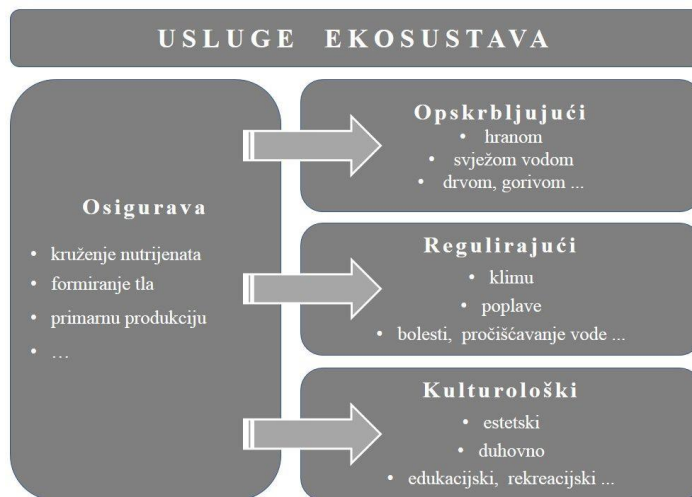 USLUGE EKOSUSTAVA
Osigurava
• kruženje nutrijenata
• formiranje tla
• primarnu produkciju
• …
Opskrbljujući
• hranom
• svježom vodom
• drvom, gorivom ...
Regulirajući
• klimu
• poplave
• bolesti, pročišćavanje vode ...
Kulturološki
• estetski
• duhovno
• edukacijski, rekreacijski ...